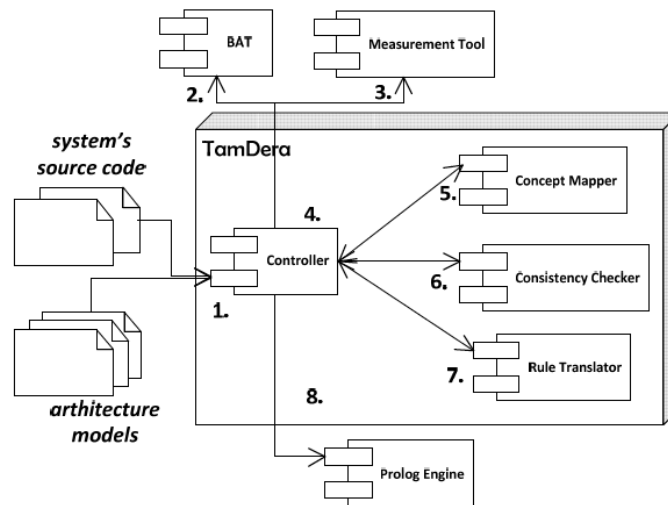 BAT
Measurement Tool
2.
3.
system's
source code
TamDera
4.
5.
Concept Mapper
Controller
1.
6.
Consistency Checker
7.
Rule Translator
arthitecture
models
8.
Prolog Engine